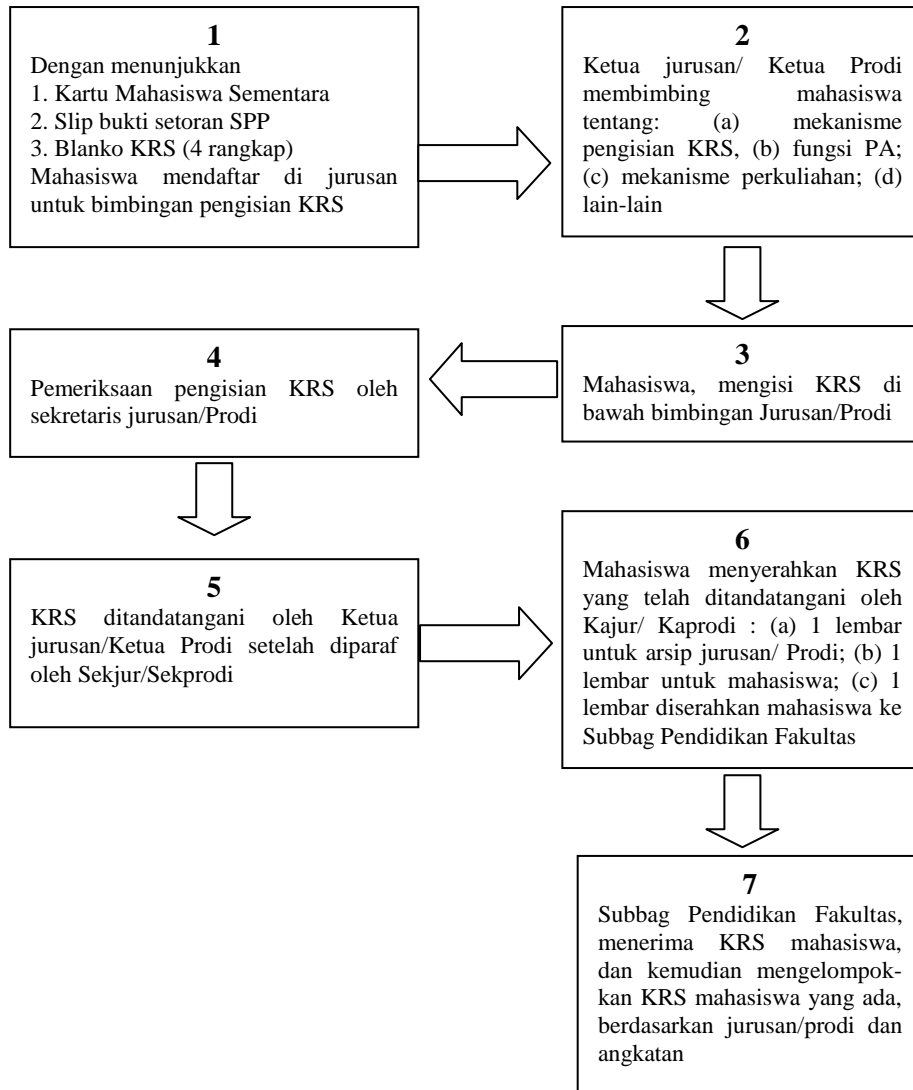 1
Dengan menunjukkan
1. Kartu Mahasiswa Sementara
2. Slip bukti setoran SPP
3. Blanko KRS (4 rangkap)
Mahasiswa mendaftar di jurusan
untuk bimbingan pengisian KRS
2
Ketua jurusan/ Ketua Prodi
membimbing mahasiswa
tentang: (a) mekanisme
pengisian KRS, (b) fungsi PA;
(c) mekanisme perkuliahan; (d)
lain-lain
3
Mahasiswa, mengisi KRS di
bawah bimbingan Jurusan/Prodi
4
Pemeriksaan pengisian KRS oleh
sekretaris jurusan/Prodi
5
KRS ditandatangani oleh Ketua
jurusan/Ketua Prodi setelah diparaf
oleh Sekjur/Sekprodi
6
Mahasiswa menyerahkan KRS
yang telah ditandatangani oleh
Kajur/ Kaprodi : (a) 1 lembar
untuk arsip jurusan/ Prodi; (b) 1
lembar untuk mahasiswa; (c) 1
lembar diserahkan mahasiswa ke
Subbag Pendidikan Fakultas
7
Subbag Pendidikan Fakultas,
menerima KRS mahasiswa,
dan kemudian mengelompok-
kan KRS mahasiswa yang ada,
berdasarkan jurusan/prodi dan
angkatan